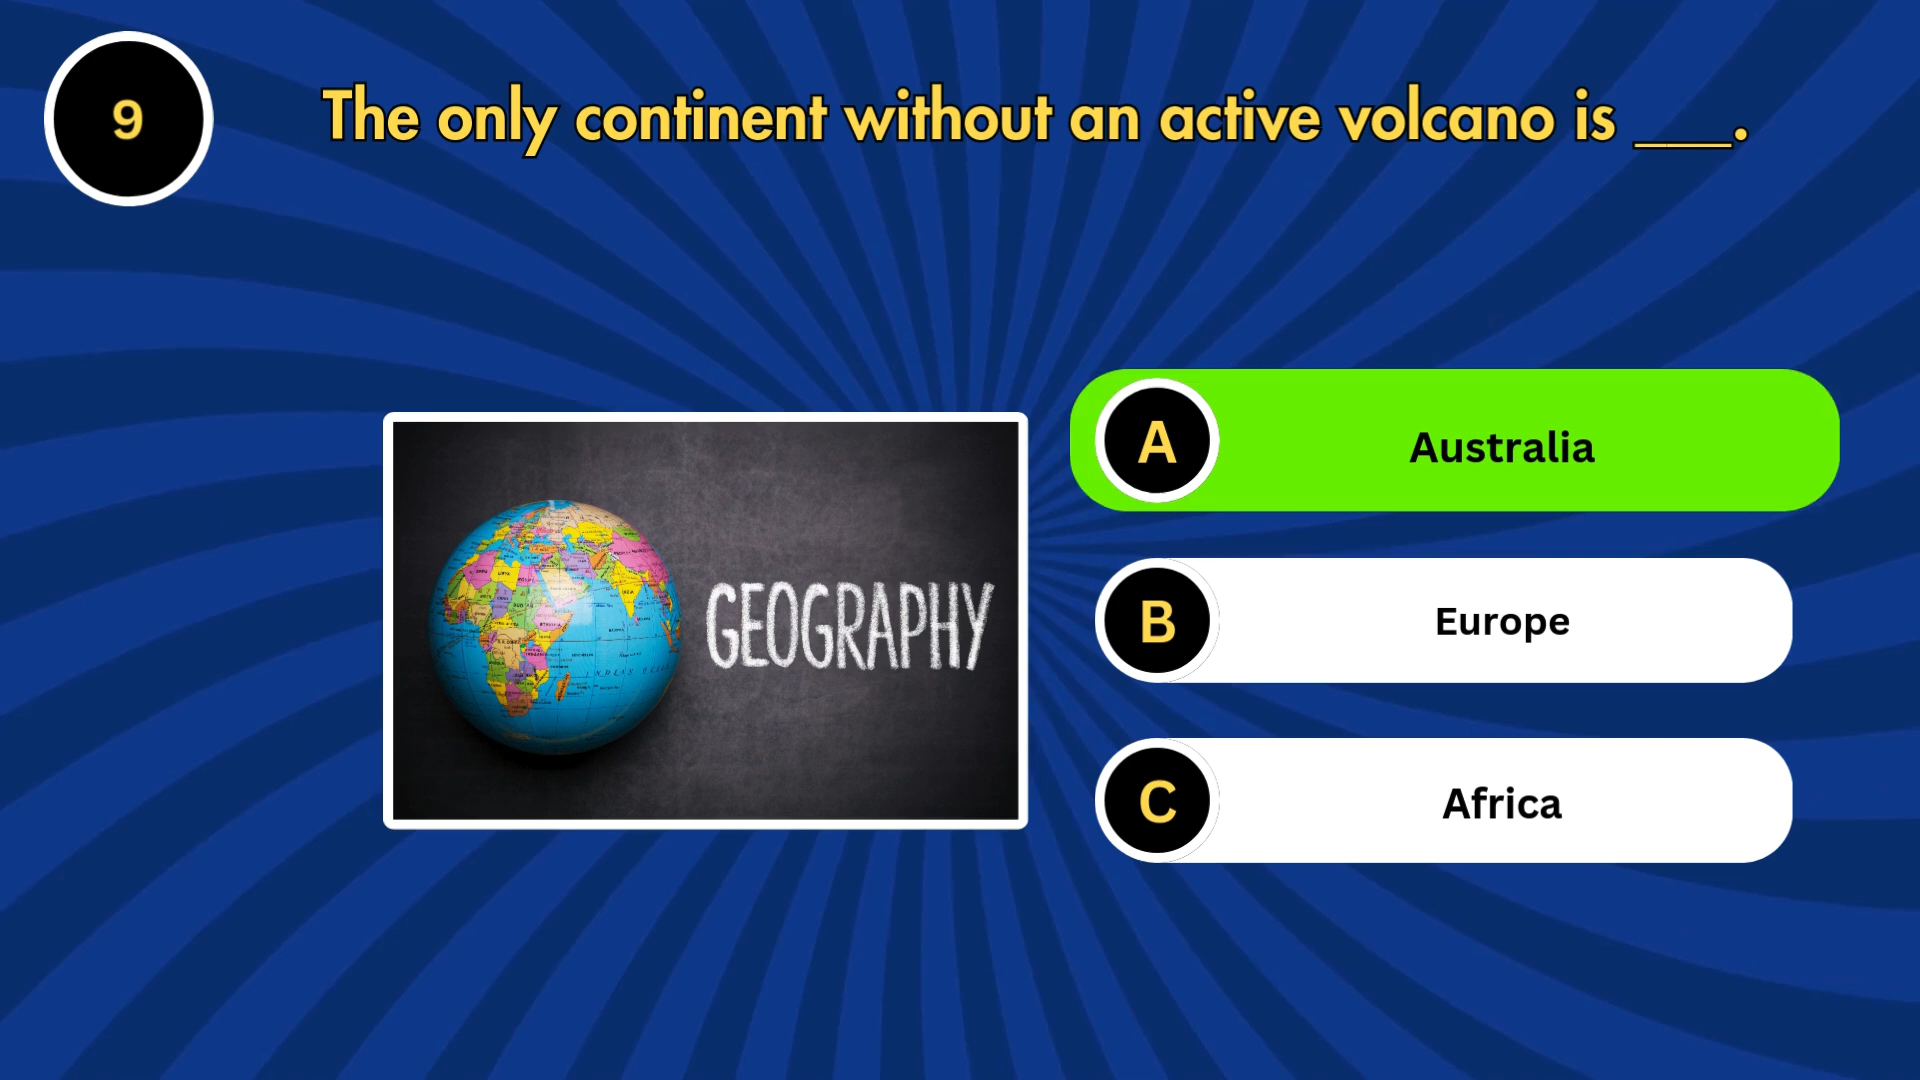 9
The only continent without an active volcano is ___.
A
Australia
GEOGRAPHY
B
Europe
C
Africa